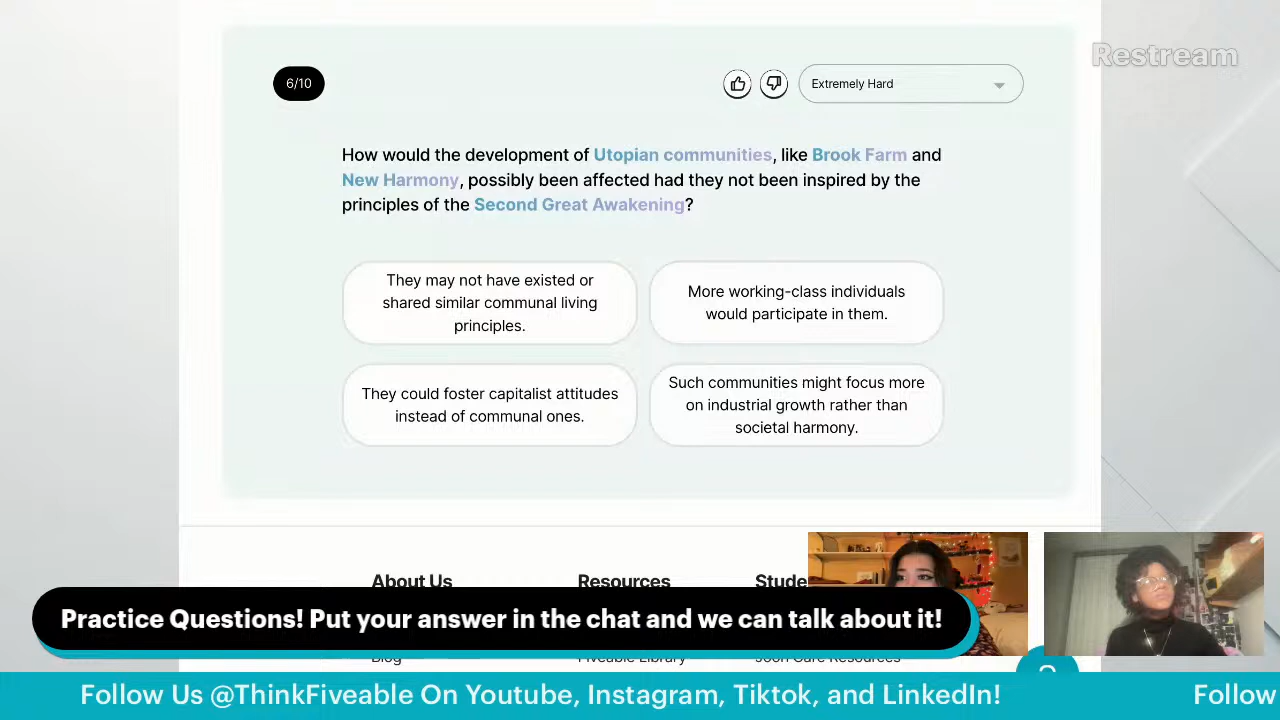 Restream
6/10
Extremely Hard
How would the development of Utopian communities, like Brook Farm and
New Harmony, possibly been affected had they not been inspired by the
principles of the Second Great Awakening?
They may not have existed or
shared similar communal living
principles.
More working-class individuals
would participate in them.
They could foster capitalist attitudes
instead of communal ones.
Such communities might focus more
on industrial growth rather than
societal harmony.
About Us
Resources
Stude
Practice Questions! Put your answer in the chat and we can talk about it!
Blog
Fiveable Library
Follow Us @ThinkFiveable On Youtube, Instagram, Tiktok, and LinkedIn!
Follow